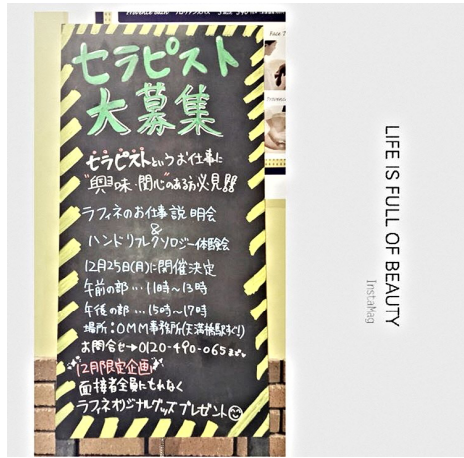 セラピスト
大募集
セラピストというお仕事に
"興味・関心"のある方必見!!
ラフィネのお仕事説明会
&
ハンドリフレクソロジー体験会
12月25日(月)に開催決定
午前の部…11時~13時
午後の部…15時~17時
場所:OMM事務所(天満橋駅すぐ!)
お問合せ→0120-490-065まで
12月限定企画
面接者全員にもれなく
ラフィネオリジナルグッズプレゼント
LIFE IS FULL OF BEAUTY
InstaMag